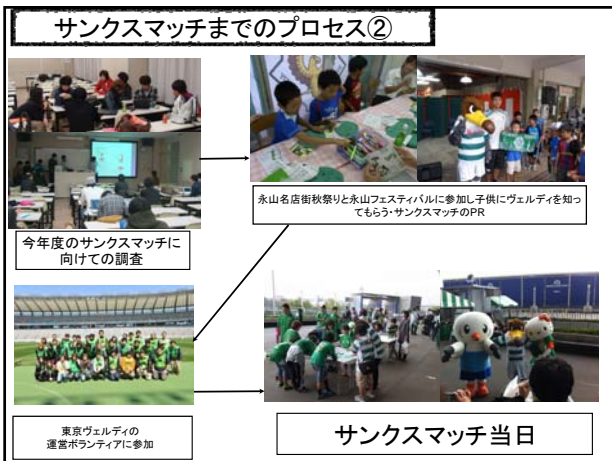 サンクスマッチまでのプロセス②
永山名店街秋祭りと永山フェスティバルに参加し子供にヴェルディを知っ
てもらう・サンクスマッチのPR
今年度のサンクスマッチに
向けての調査
東京ヴェルディの
運営ボランティアに参加
サンクスマッチ当日